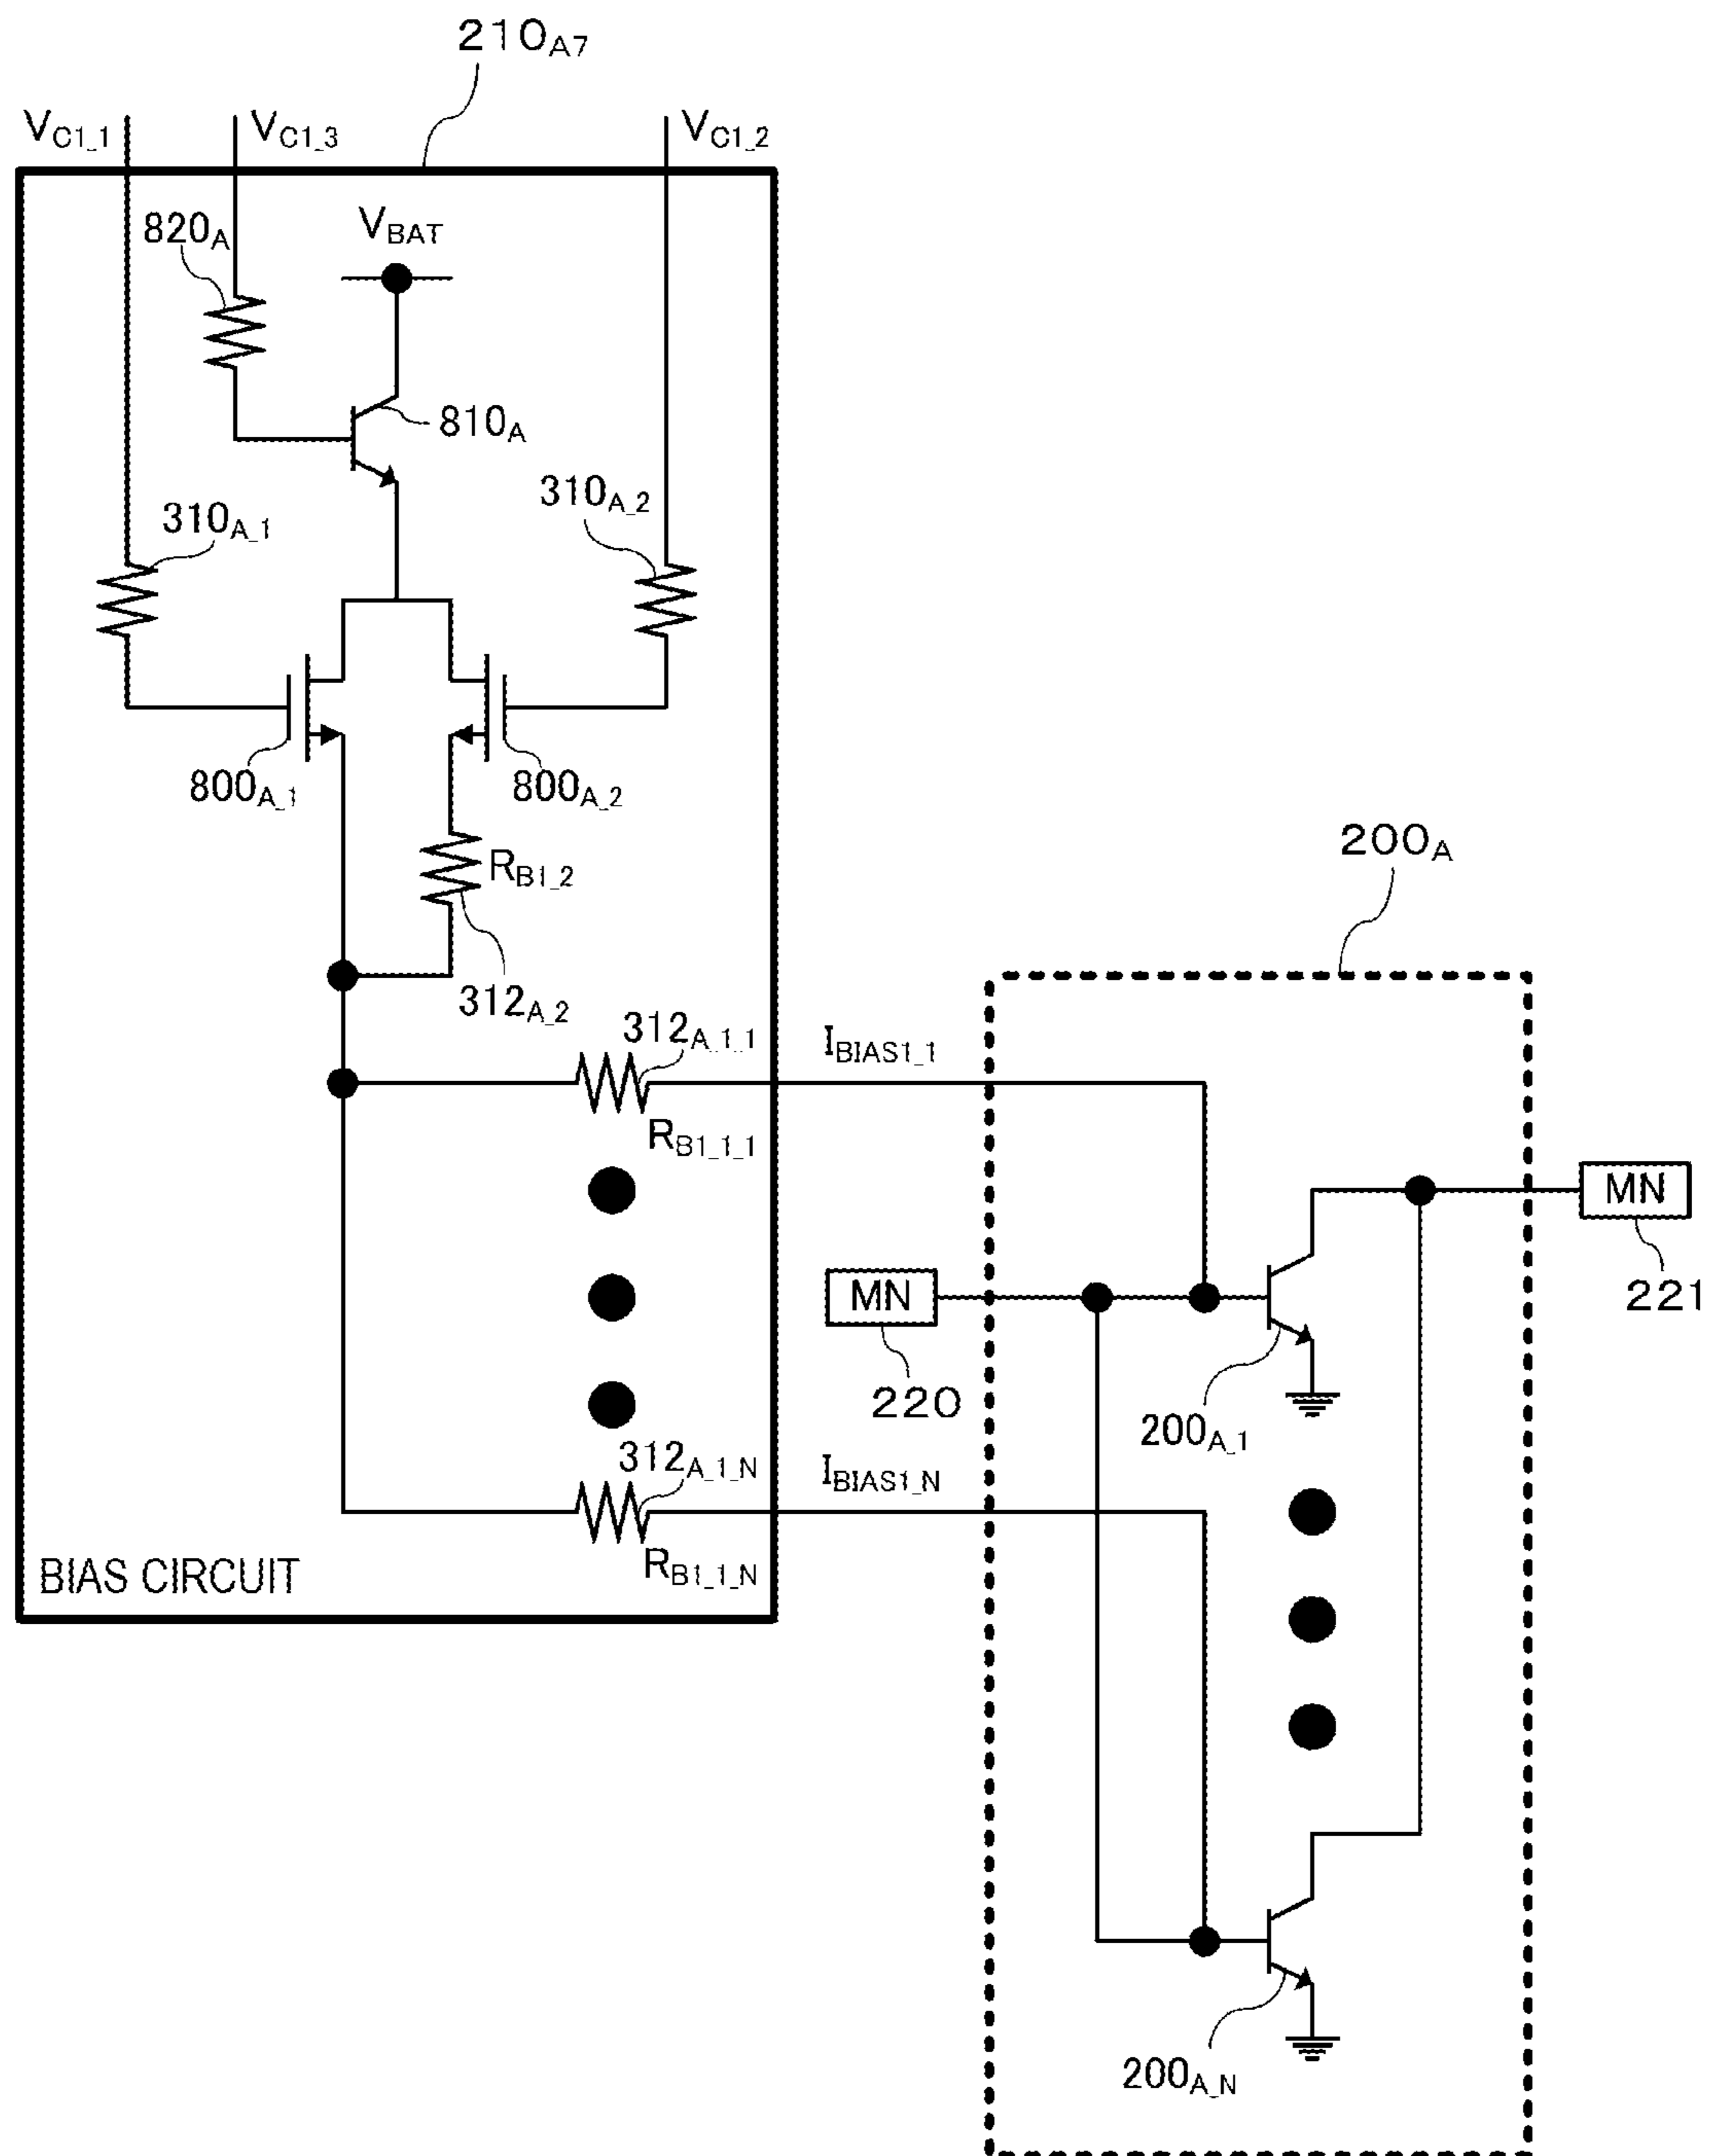 210A7
VC1_1
VC1_3
VC1_2
820A
VBAT
810A
310A_1
310A_2
800A_1
800A_2
RB1_2
200A
312A_2
312A_1_1
IBIAS1_1
RB1_1_1
MN
221
MN
220
200A_1
312A_1_N
IBIAS1_N
RB1_1_N
BIAS CIRCUIT
200A_N